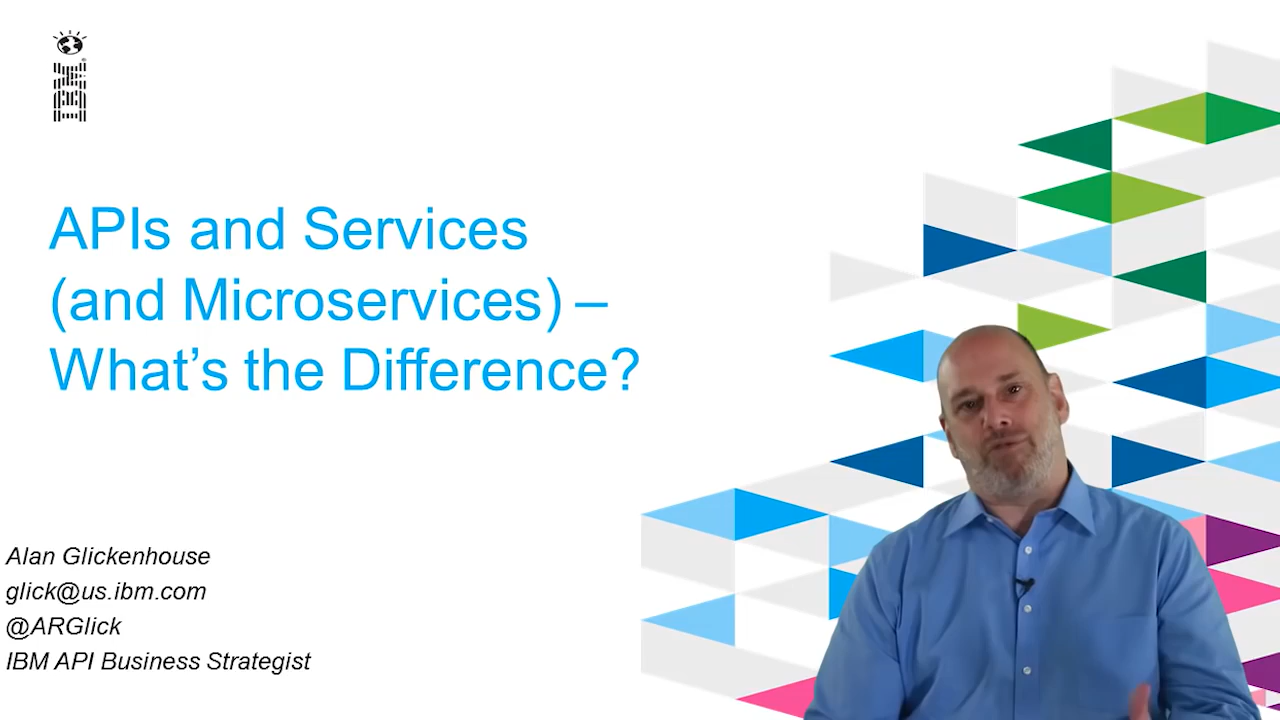 IBM
APIs and Services
(and Microservices) –
What’s the Difference?
Alan Glickenhouse
glick@us.ibm.com
@ARGlick
IBM API Business Strategist